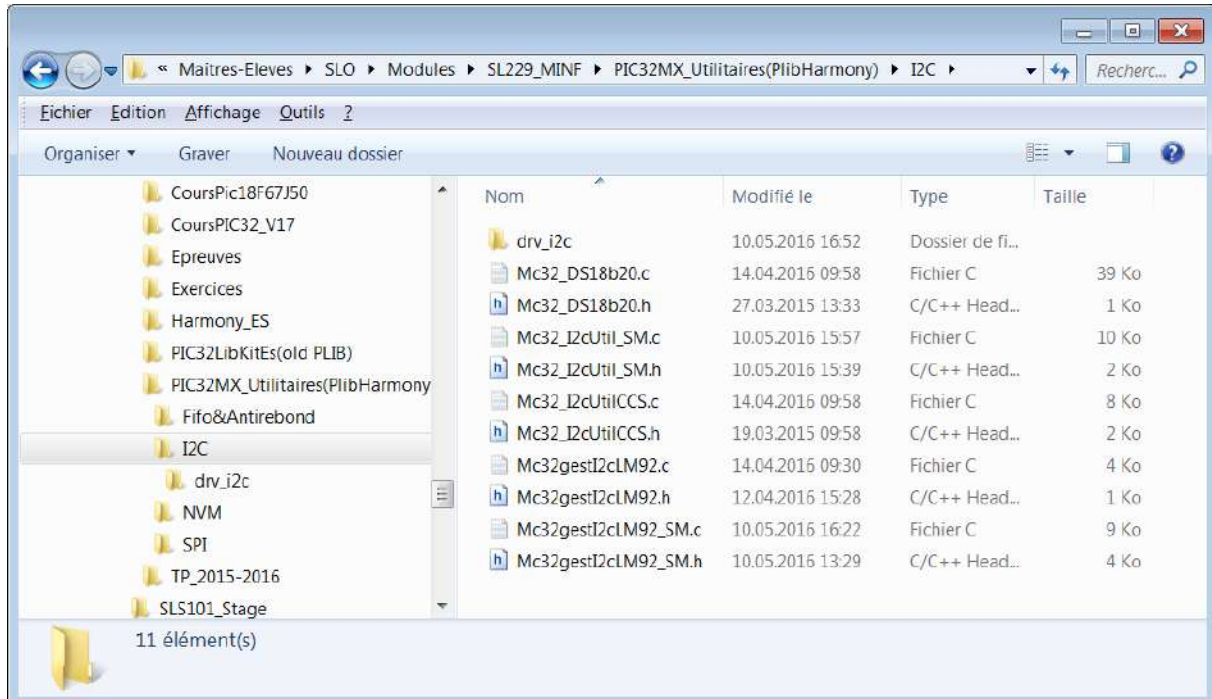 « Maitres-Eleves ▸ SLO ▸ Modules ▸ SL229_MINF ▸ PIC32MX_Utilitaires(PlibHarmony) ▸ I2C ▸ Recherc...
Fichier Edition Affichage Outils ?
Organiser Graver Nouveau dossier
CoursPic18F67J50
CoursPIC32_V17
Epreuves
Exercices
Harmony_ES
PIC32LibKitEs(old PLIB)
PIC32MX_Utilitaires(PlibHarmony
Fifo&Antirebond
I2C
drv_i2c
NVM
SPI
TP_2015-2016
SLS101_Stage
Nom Modifié le Type Taille
drv_i2c 10.05.2016 16:52 Dossier de fi...
Mc32_DS18b20.c 14.04.2016 09:58 Fichier C 39 Ko
Mc32_DS18b20.h 27.03.2015 13:33 C/C++ Head... 1 Ko
Mc32_I2cUtil_SM.c 10.05.2016 15:57 Fichier C 10 Ko
Mc32_I2cUtil_SM.h 10.05.2016 15:39 C/C++ Head... 2 Ko
Mc32_I2cUtilCCS.c 14.04.2016 09:58 Fichier C 8 Ko
Mc32_I2cUtilCCS.h 19.03.2015 09:58 C/C++ Head... 2 Ko
Mc32gestI2cLM92.c 14.04.2016 09:30 Fichier C 4 Ko
Mc32gestI2cLM92.h 12.04.2016 15:28 C/C++ Head... 1 Ko
Mc32gestI2cLM92_SM.c 10.05.2016 16:22 Fichier C 9 Ko
Mc32gestI2cLM92_SM.h 10.05.2016 13:29 C/C++ Head... 4 Ko
11 élément(s)